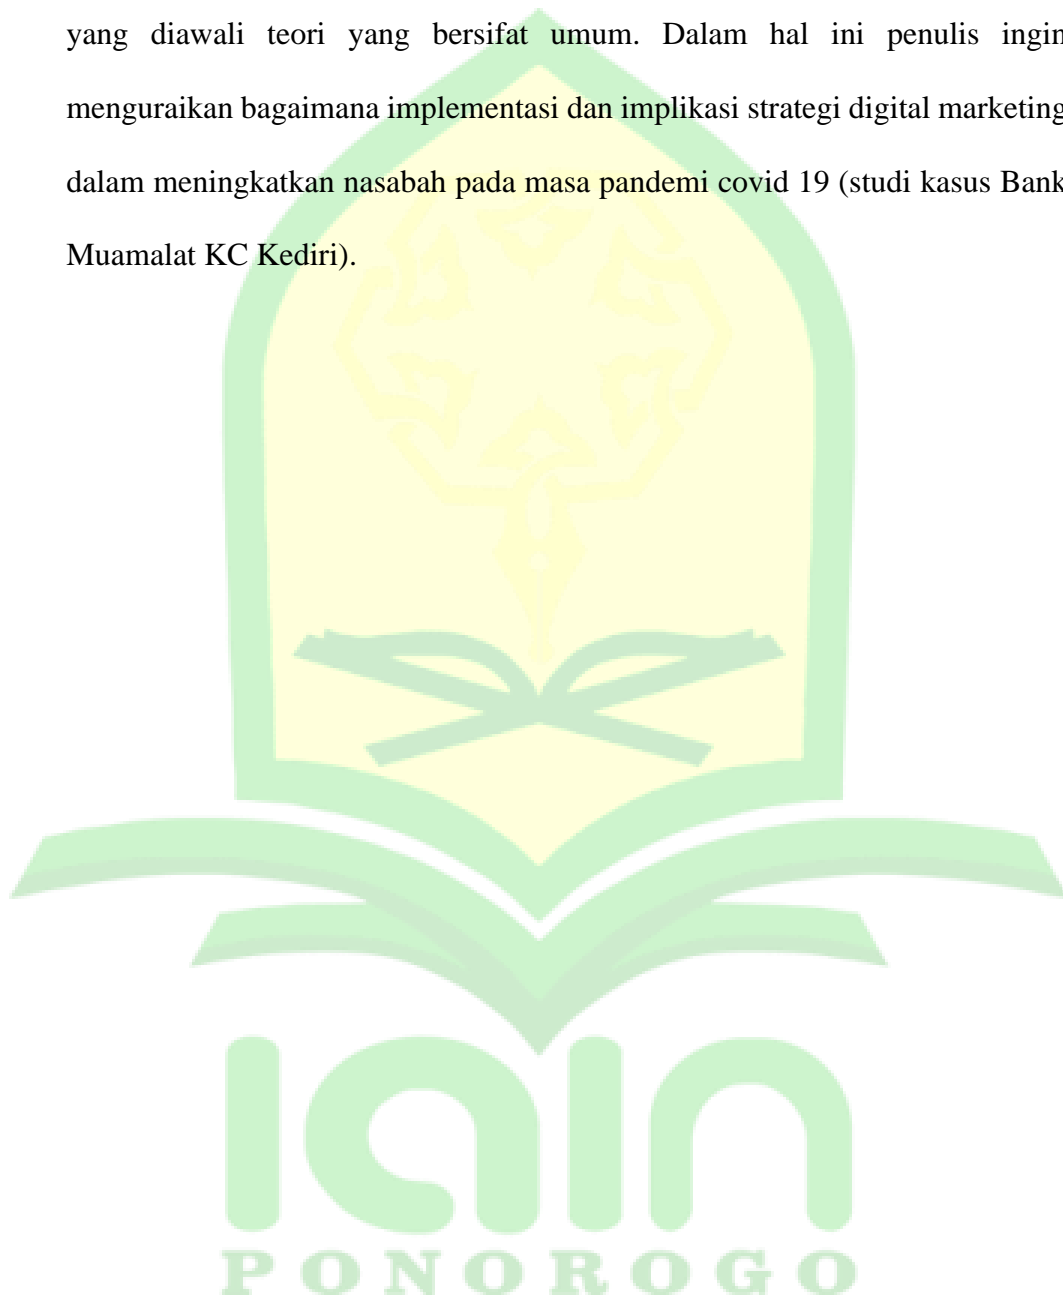 yang diawali teori yang bersifat umum. Dalam hal ini penulis ingin
menguraikan bagaimana implementasi dan implikasi strategi digital marketing
dalam meningkatkan nasabah pada masa pandemi covid 19 (studi kasus Bank
Muamalat KC Kediri).
iain
PONOROGO